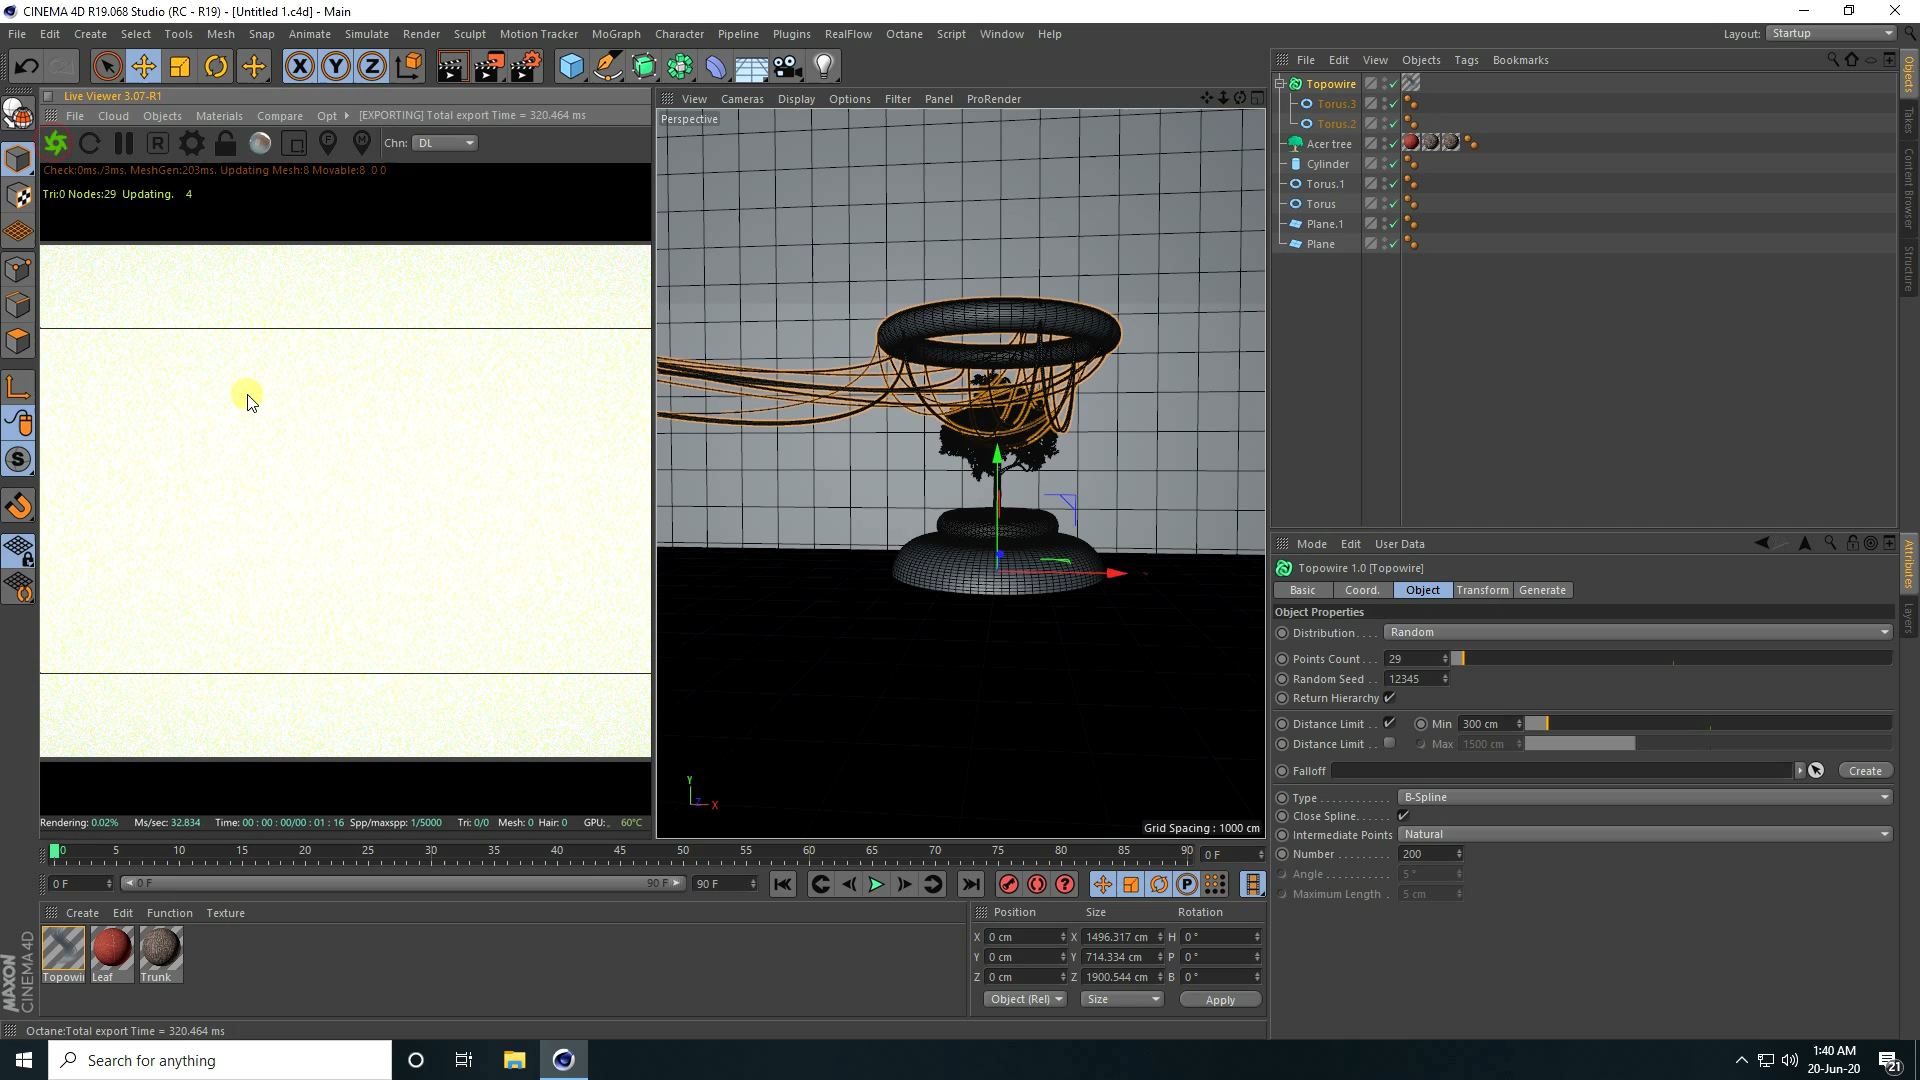 CINEMA 4D R19.068 Studio (RC - R19) - [Untitled 1.c4d] - Main
File Edit Create Select Tools Mesh Snap Animate Simulate Render Sculpt Motion Tracker MoGraph Character Pipeline Plugins RealFlow Octane Script Window Help
Layout: Startup
X Y Z
Live Viewer 3.07-R1
File Cloud Objects Materials Compare Opt [EXPORTING] Total export Time = 320.464 ms
R M Chn: DL
Check:0ms./3ms. MeshGen:203ms. Updating Mesh:8 Movable:8 0 0
Tri:0 Nodes:29 Updating. 4
Rendering: 0.02% Ms/sec: 32.834 Time: 00 : 00 : 00/00 : 01 : 16 Spp/maxspp: 1/5000 Tri: 0/0 Mesh: 0 Hair: 0 GPU: 60°C
View Cameras Display Options Filter Panel ProRender
Perspective
Y
Z X
Grid Spacing : 1000 cm
File Edit View Objects Tags Bookmarks
Topowire
Torus.3
Torus.2
Acer tree
Cylinder
Torus.1
Torus
Plane.1
Plane
Objects
Takes
Content Browser
Structure
Mode Edit User Data
Topowire 1.0 [Topowire]
Basic Coord. Object Transform Generate
Object Properties
Distribution.... Random
Points Count... 29
Random Seed.. 12345
Return Hierarchy
Distance Limit.. Min 300 cm
Distance Limit.. Max 1500 cm
Falloff Create
Type........... B-Spline
Close Spline......
Intermediate Points Natural
Number......... 200
Angle........... 5 °
Maximum Length. 5 cm
Attributes
Layers
0 5 10 15 20 25 30 35 40 45 50 55 60 65 70 75 80 85 90 0 F
0 F 0 F 90 F 90 F
P
Create Edit Function Texture
Topowir Leaf Trunk
Position Size Rotation
X 0 cm X 1496.317 cm H 0 °
Y 0 cm Y 714.334 cm P 0 °
Z 0 cm Z 1900.544 cm B 0 °
Object (Rel) Size Apply
MAXON
CINEMA 4D
Octane:Total export Time = 320.464 ms
Search for anything
1:40 AM
20-Jun-20
21